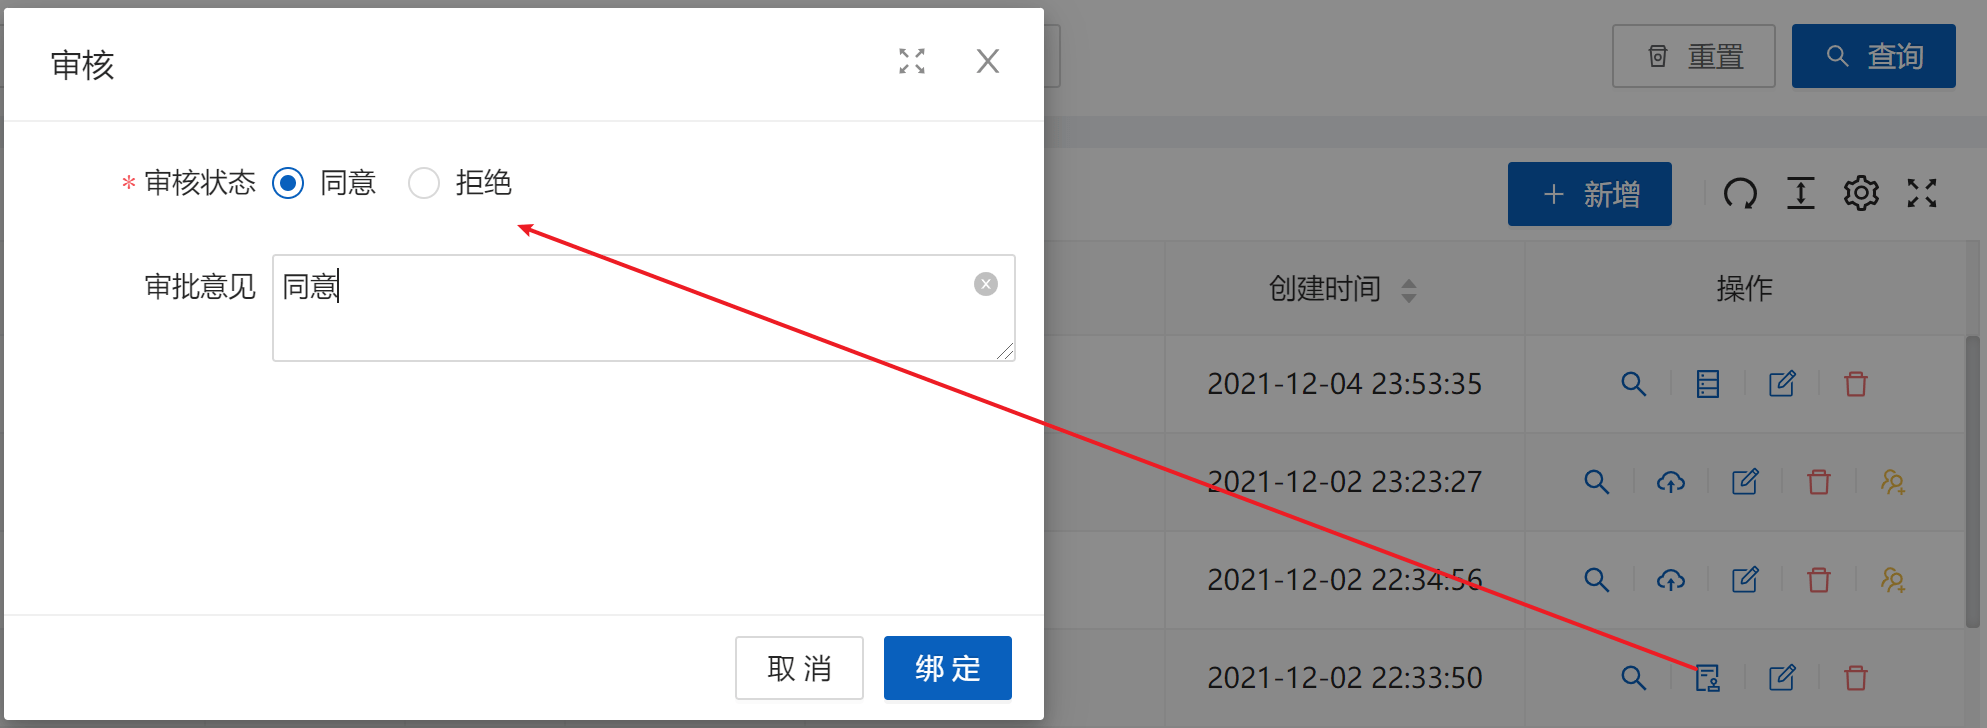 审核
重置
查询
* 审核状态 同意 拒绝
新增
审批意见 同意
创建时间 操作
2021-12-04 23:53:35
2021-12-02 23:23:27
2021-12-02 22:34:56
取 消 绑 定
2021-12-02 22:33:50